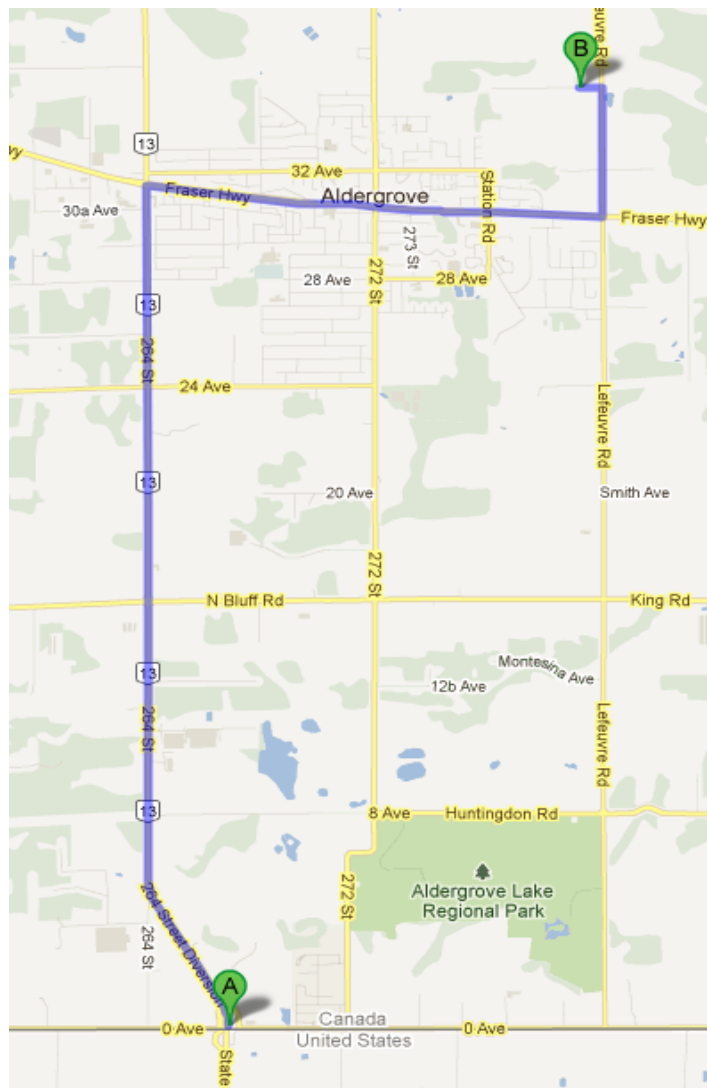 auvre Rd
B
13
32 Ave
Fraser Hwy
Aldergrove
Station Rd
30a Ave
Fraser Hwy
273 St
28 Ave
28 Ave
272 St
13
264 St
24 Ave
Lefeuvre Rd
13
20 Ave
Smith Ave
272 St
N Bluff Rd
King Rd
Montesina Ave
12b Ave
13
264 St
Lefeuvre Rd
13
8 Ave
Huntingdon Rd
272 St
Aldergrove Lake
Regional Park
264 Street Diversion
264 St
A
0 Ave
Canada
0 Ave
United States
State